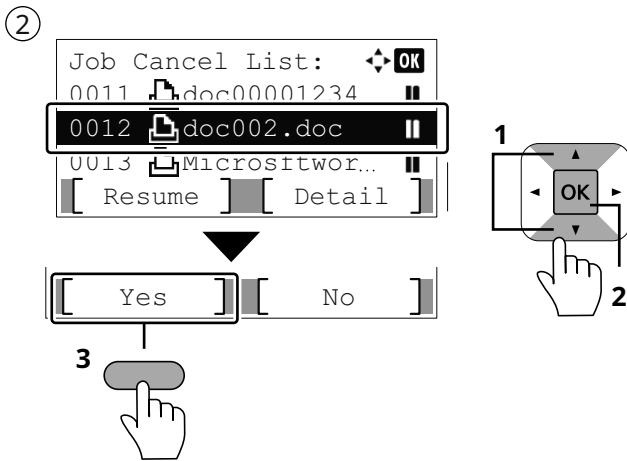 ②
Job Cancel List: OK
0011 doc00001234
0012 doc002.doc
0013 Microsftwor…
[ Resume ] [ Detail ]
1
OK
2
[ Yes ] [ No ]
3